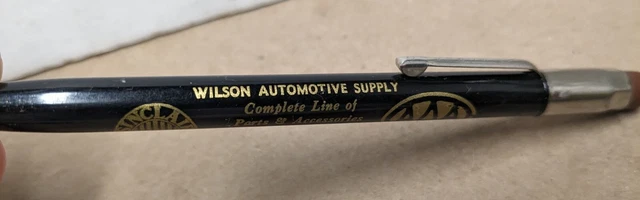 WILSON AUTOMOTIVE SUPPLY
Complete Line of
Parts & Accessories